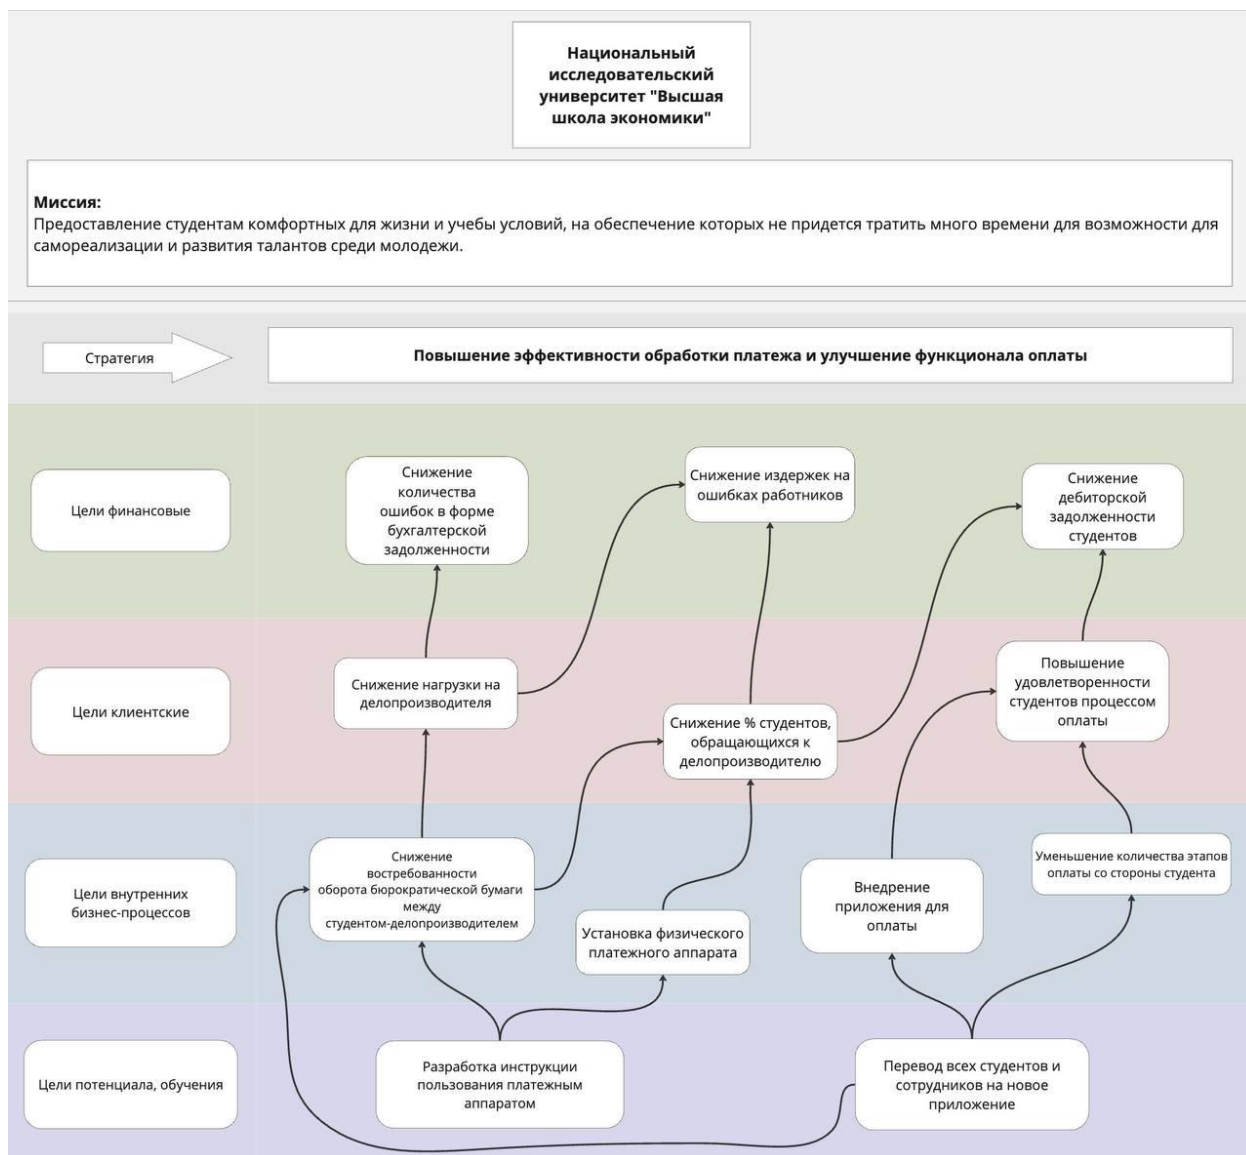 Национальный
исследовательский
университет "Высшая
школа экономики"
Миссия:
Предоставление студентам комфортных для жизни и учебы условий, на обеспечение которых не придется тратить много времени для возможности для
самореализации и развития талантов среди молодежи.
Стратегия
Повышение эффективности обработки платежа и улучшение функционала оплаты
Цели финансовые
Снижение
количества
ошибок в форме
бухгалтерской
задолженности
Снижение издержек на
ошибках работников
Снижение
дебиторской
задолженности
студентов
Цели клиентские
Снижение нагрузки на
делопроизводителя
Снижение % студентов,
обращающихся к
делопроизводителю
Повышение
удовлетворенности
студентов процессом
оплаты
Цели внутренних
бизнес-процессов
Снижение
востребованности
оборота бюрократической бумаги
между
студентом-делопроизводителем
Установка физического
платежного аппарата
Внедрение
приложения для
оплаты
Уменьшение количества этапов
оплаты со стороны студента
Цели потенциала, обучения
Разработка инструкции
пользования платежным
аппаратом
Перевод всех студентов и
сотрудников на новое
приложение